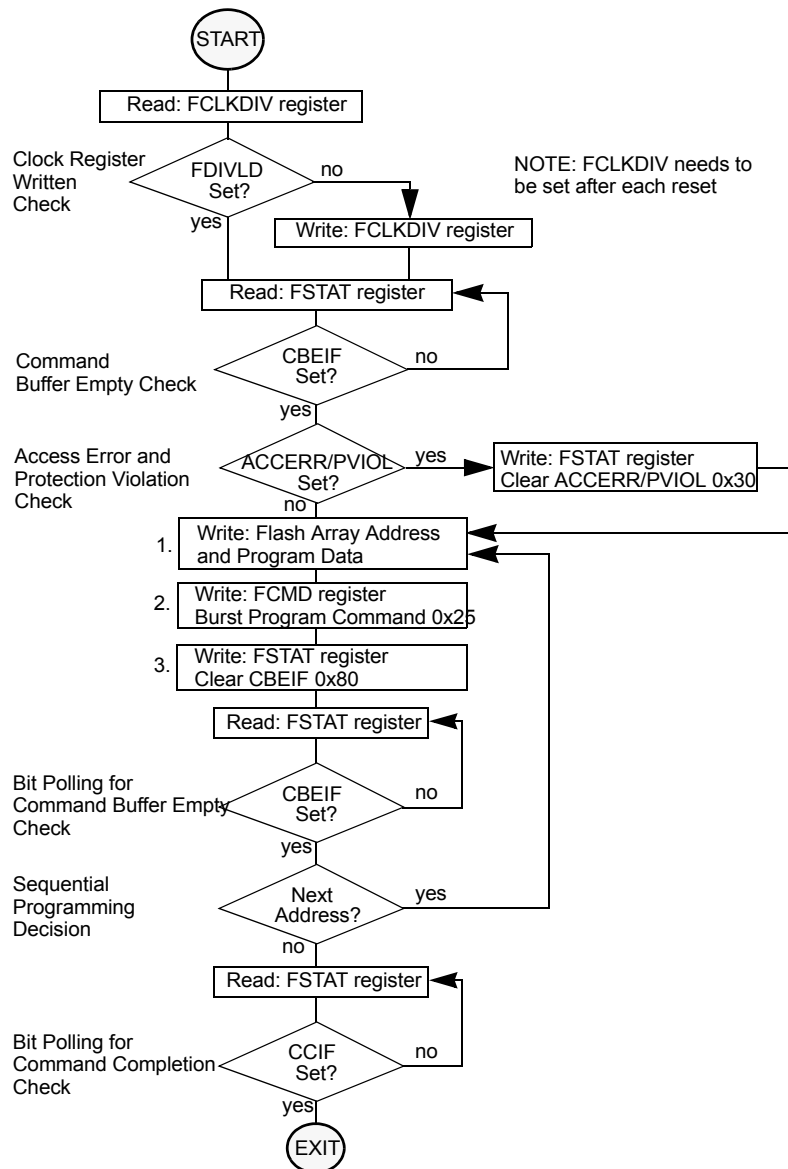 START
Read: FCLKDIV register
Clock Register
Written
Check
FDIVLD
Set?
no
yes
NOTE: FCLKDIV needs to
be set after each reset
Write: FCLKDIV register
Read: FSTAT register
Command
Buffer Empty Check
CBEIF
Set?
no
yes
Access Error and
Protection Violation
Check
ACCERR/PVIOL
Set?
yes
no
Write: FSTAT register
Clear ACCERR/PVIOL 0x30
1.
Write: Flash Array Address
and Program Data
2.
Write: FCMD register
Burst Program Command 0x25
3.
Write: FSTAT register
Clear CBEIF 0x80
Read: FSTAT register
Bit Polling for
Command Buffer Empty
Check
CBEIF
Set?
no
yes
Sequential
Programming
Decision
Next
Address?
yes
no
Read: FSTAT register
Bit Polling for
Command Completion
Check
CCIF
Set?
no
yes
EXIT